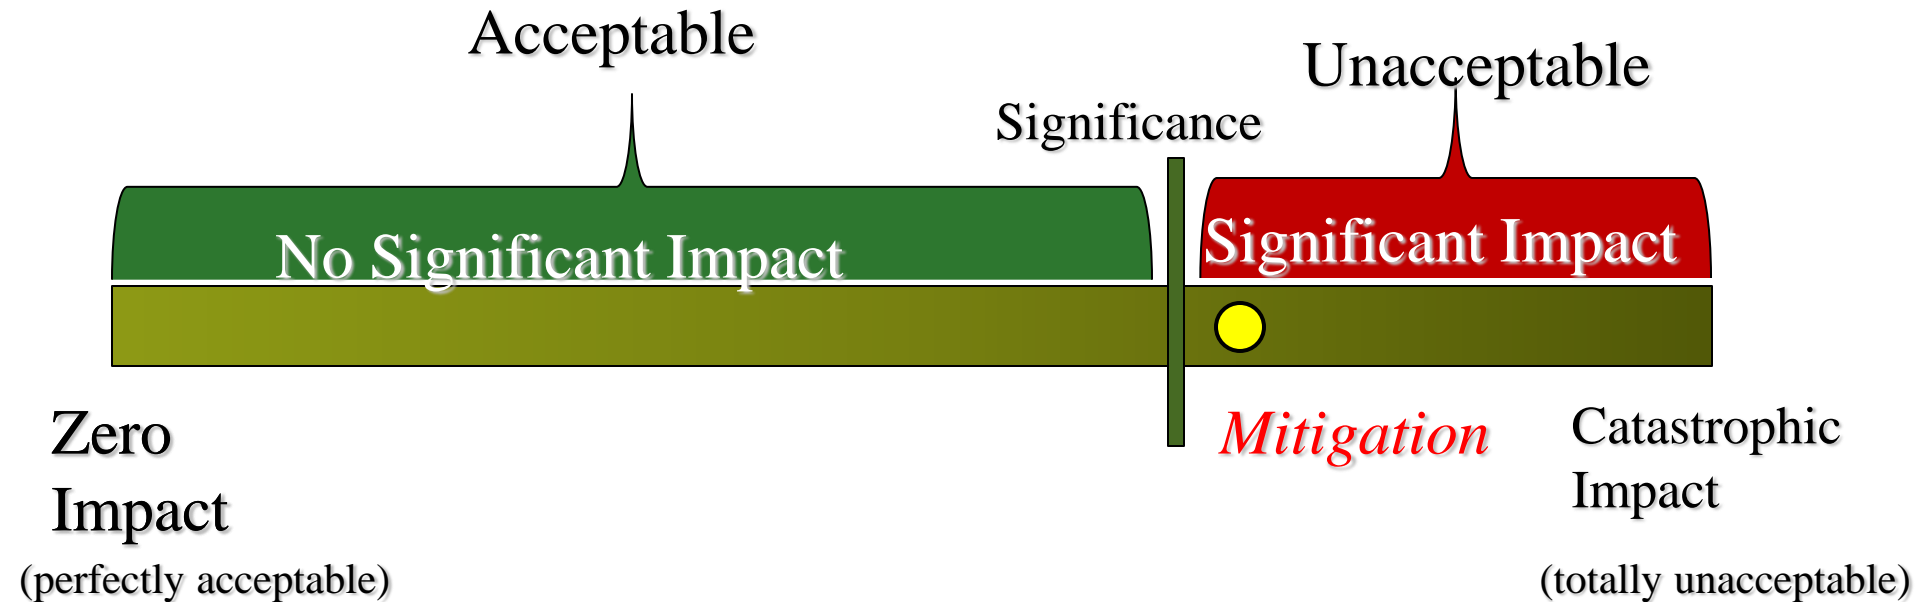 Acceptable
Unacceptable
Significance
No Significant Impact
Significant Impact
Zero
Impact
(perfectly acceptable)
Mitigation
Catastrophic
Impact
(totally unacceptable)